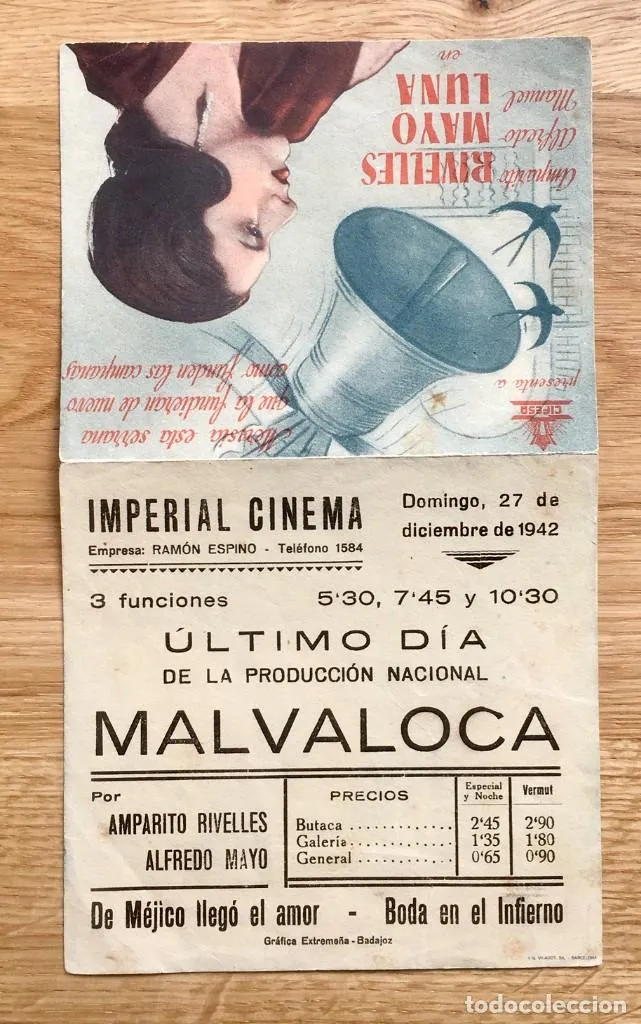 CIFESA
presenta a
Amparito RIVELLES
Alfredo MAYO
Manuel LUNA
en
Meresía esta serrana
que la fundieran de nuevo
como funden las campanas
IMPERIAL CINEMA
Empresa: RAMÓN ESPINO - Teléfono 1584
Domingo, 27 de
diciembre de 1942
3 funciones 5'30, 7'45 y 10'30
ÚLTIMO DÍA
DE LA PRODUCCIÓN NACIONAL
MALVALOCA
Por
AMPARITO RIVELLES
ALFREDO MAYO
PRECIOS Especial y Noche Vermut
Butaca ............ 2'45 2'90
Galería ............ 1'35 1'80
General ............ 0'65 0'90
De Méjico llegó el amor - Boda en el Infierno
Gráfica Extremeña - Badajoz
BARCELONA
todocoleccion.net